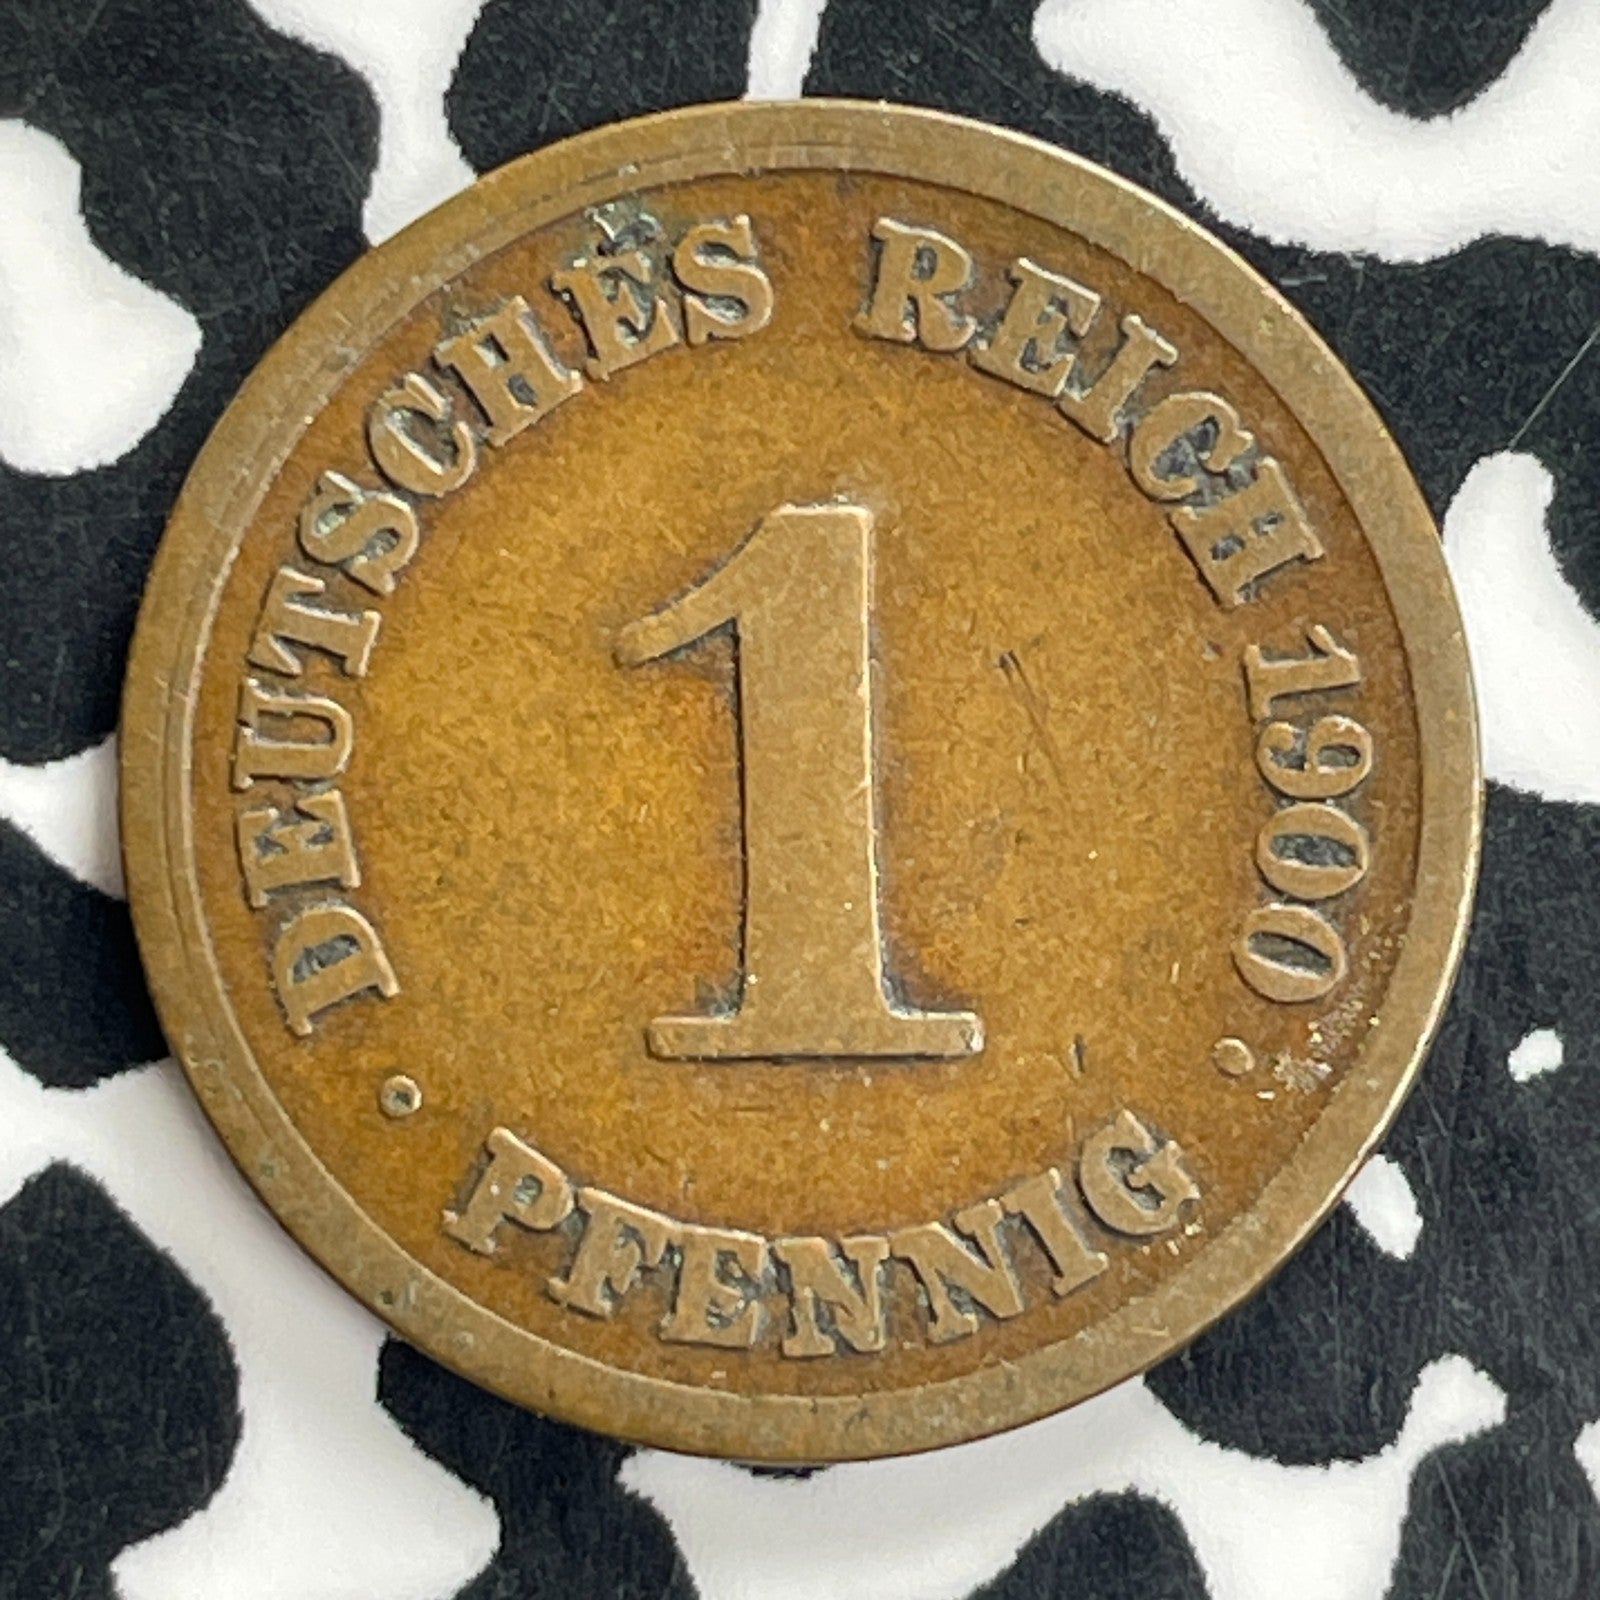 DEUTSCHES REICH 1900
1
· PFENNIG ·